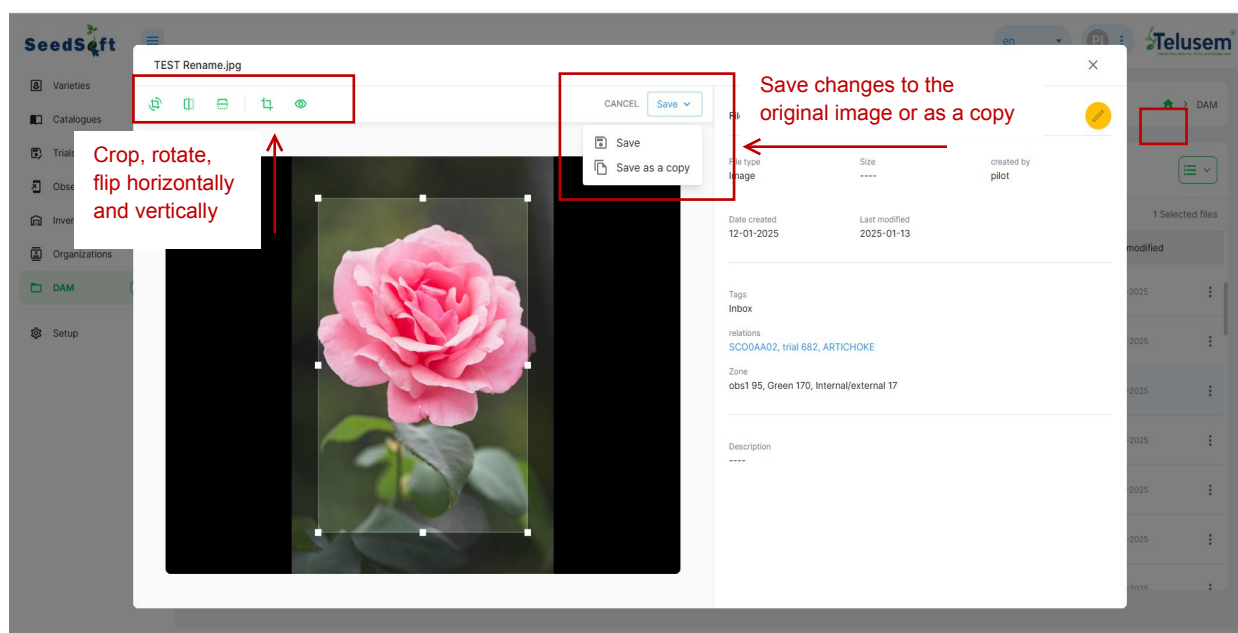 SeedSoft
en
PI
Telusem
TEST Rename.jpg
Varieties
Catalogues
Trials
Organizations
DAM
Setup
CANCEL
Save
Save
Save as a copy
Crop, rotate,
flip horizontally
and vertically
Save changes to the
original image or as a copy
DAM
File type
Image
Size
----
created by
pilot
Date created
12-01-2025
Last modified
2025-01-13
Tags
Inbox
relations
SCO0AA02, trial 682, ARTICHOKE
Zone
obs1 95, Green 170, Internal/external 17
Description
----
1 Selected files
modified
-2025
-2025
-2025
-2025
-2025
-2025